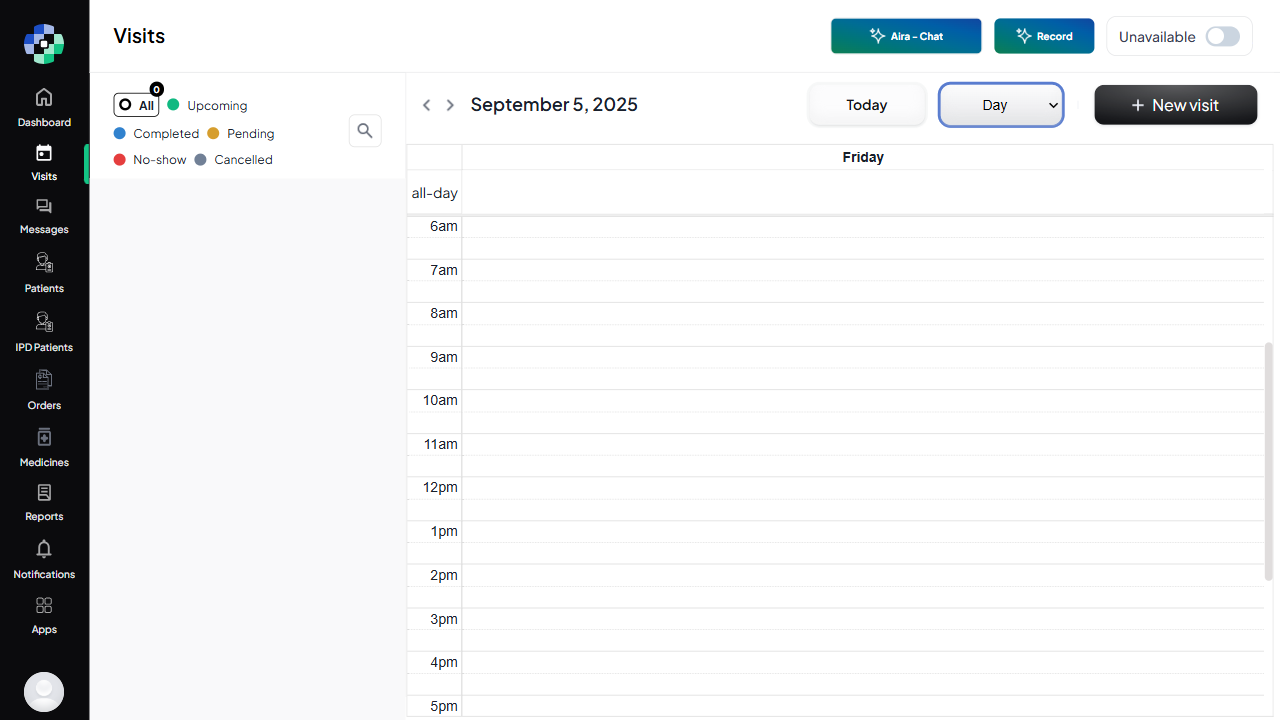 Visits
Aira - Chat
Record
Unavailable
Dashboard
Visits
Messages
Patients
IPD Patients
Orders
Medicines
Reports
Notifications
Apps
0
All
Upcoming
Completed
Pending
No-show
Cancelled
September 5, 2025
Today
Day
+ New visit
Friday
all-day
6am
7am
8am
9am
10am
11am
12pm
1pm
2pm
3pm
4pm
5pm